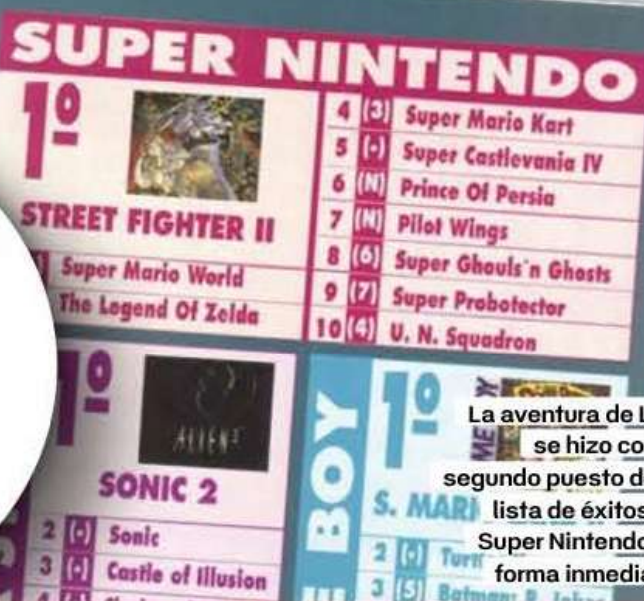 SUPER NINTENDO
1º
STREET FIGHTER II
Super Mario World
The Legend Of Zelda
4 (3) Super Mario Kart
5 (-) Super Castlevania IV
6 (N) Prince Of Persia
7 (N) Pilot Wings
8 (6) Super Ghouls'n Ghosts
9 (7) Super Probotector
10 (4) U. N. Squadron
1º
ALIEN³
SONIC 2
2 (-) Sonic
3 (-) Castle of Illusion
BOY
1º
S. MARI
2 (-) Turt
3 (5) Batman:
La aventura de L
se hizo co
segundo puesto d
lista de éxitos
Super Nintendo
forma inmedia